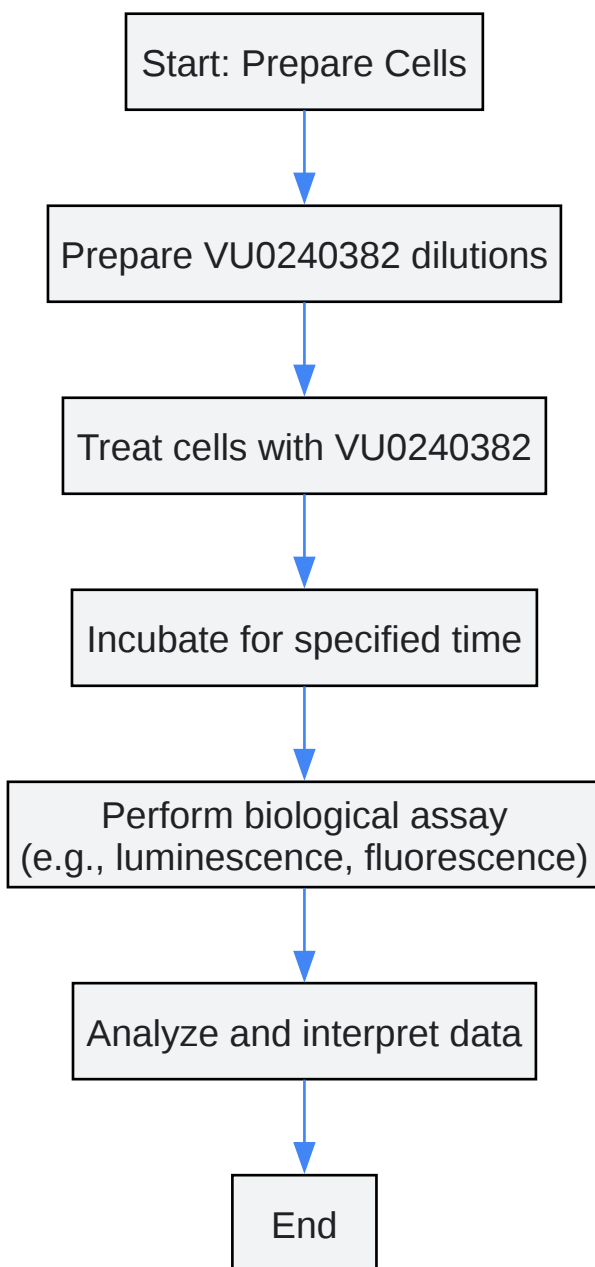 Start: Prepare Cells
Prepare VU0240382 dilutions
Treat cells with VU0240382
Incubate for specified time
Perform biological assay
(e.g., luminescence, fluorescence)
Analyze and interpret data
End